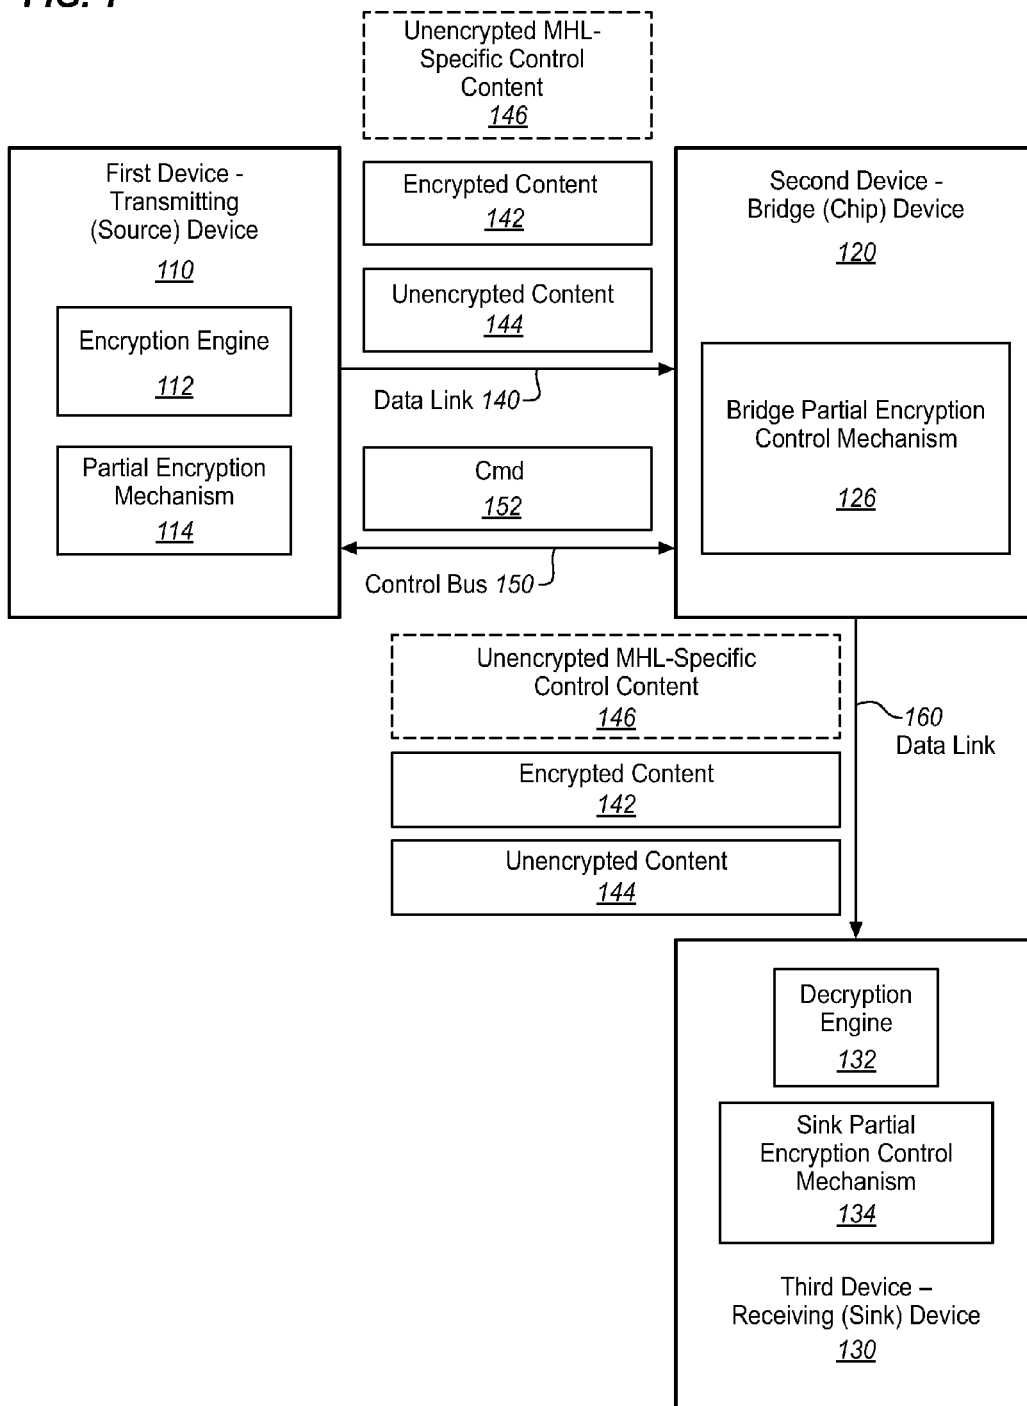 Unencrypted MHL-
Specific Control
Content
146
First Device -
Transmitting
(Source) Device
110
Encryption Engine
112
Partial Encryption
Mechanism
114
Encrypted Content
142
Unencrypted Content
144
Data Link 140
Cmd
152
Control Bus 150
Second Device -
Bridge (Chip) Device
120
Bridge Partial Encryption
Control Mechanism
126
Unencrypted MHL-Specific
Control Content
146
Encrypted Content
142
Unencrypted Content
144
160
Data Link
Decryption
Engine
132
Sink Partial
Encryption Control
Mechanism
134
Third Device –
Receiving (Sink) Device
130